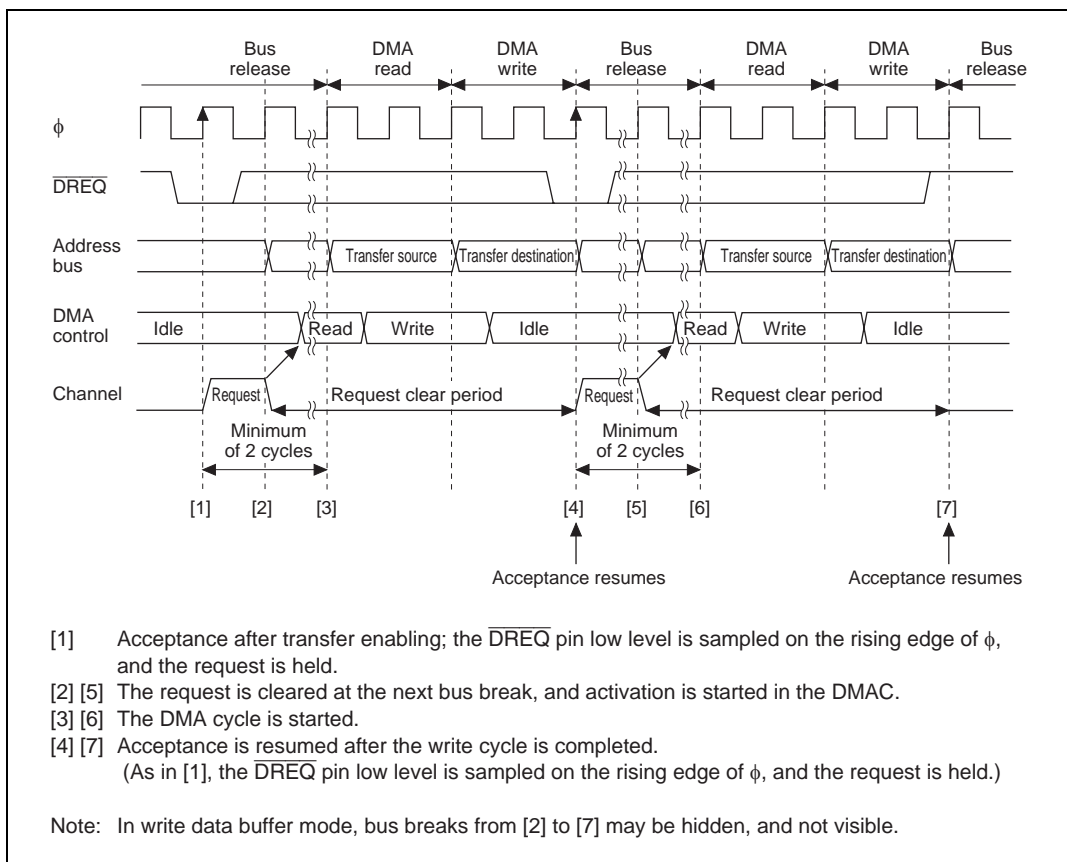 Bus release DMA read DMA write Bus release DMA read DMA write Bus release
φ
DREQ
Address bus Transfer source Transfer destination Transfer source Transfer destination
DMA control Idle Read Write Idle Read Write Idle
Channel Request Request clear period Request Request clear period
Minimum of 2 cycles Minimum of 2 cycles
[1] [2] [3] [4] [5] [6] [7]
Acceptance resumes Acceptance resumes
[1] Acceptance after transfer enabling; the DREQ pin low level is sampled on the rising edge of φ,
and the request is held.
[2] [5] The request is cleared at the next bus break, and activation is started in the DMAC.
[3] [6] The DMA cycle is started.
[4] [7] Acceptance is resumed after the write cycle is completed.
(As in [1], the DREQ pin low level is sampled on the rising edge of φ, and the request is held.)
Note: In write data buffer mode, bus breaks from [2] to [7] may be hidden, and not visible.